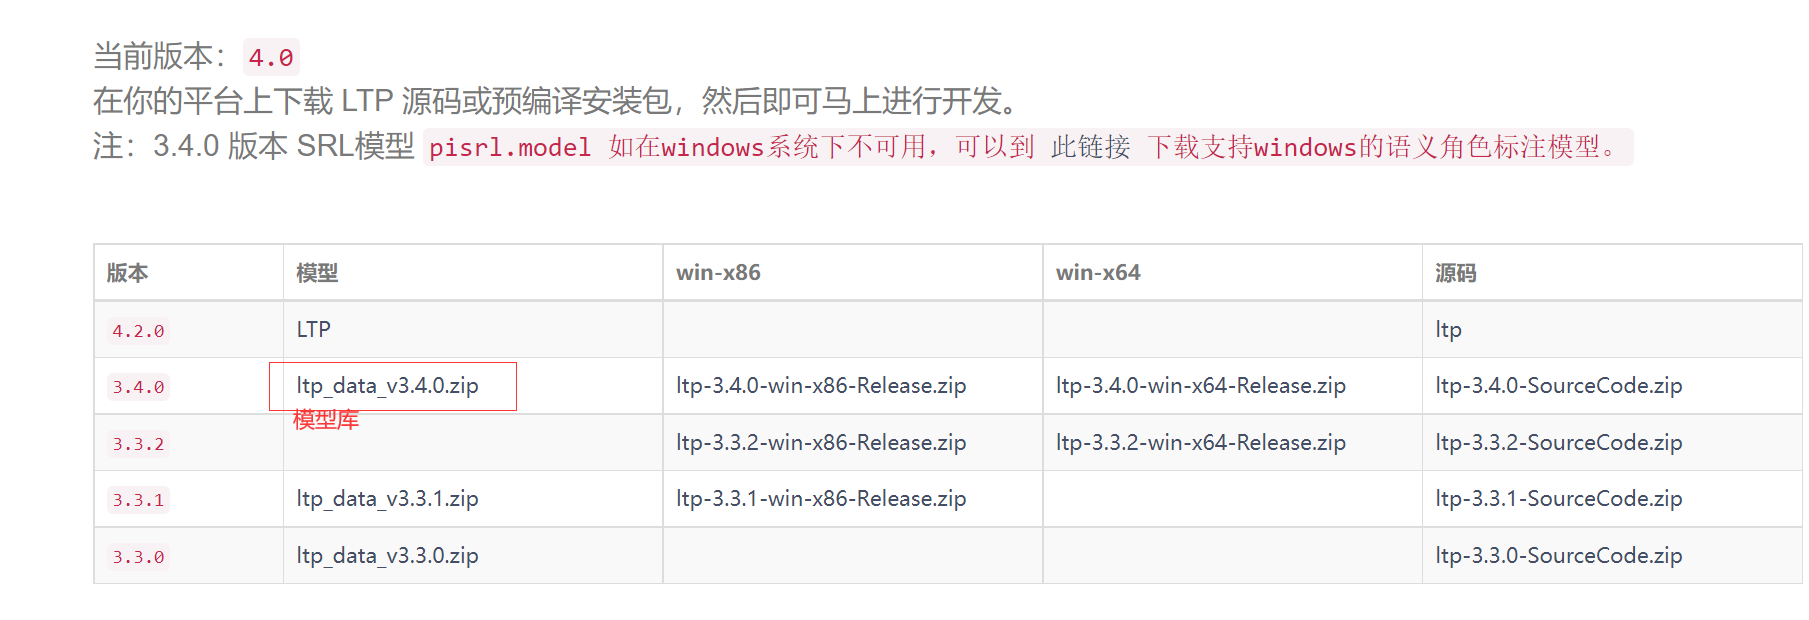 当前版本：4.0
在你的平台上下载 LTP 源码或预编译安装包，然后即可马上进行开发。
注：3.4.0 版本 SRL模型 pisrl.model 如在windows系统下不可用，可以到 此链接 下载支持windows的语义角色标注模型。
版本 模型 win-x86 win-x64 源码
4.2.0 LTP ltp
3.4.0 ltp_data_v3.4.0.zip ltp-3.4.0-win-x86-Release.zip ltp-3.4.0-win-x64-Release.zip ltp-3.4.0-SourceCode.zip
模型库
3.3.2 ltp-3.3.2-win-x86-Release.zip ltp-3.3.2-win-x64-Release.zip ltp-3.3.2-SourceCode.zip
3.3.1 ltp_data_v3.3.1.zip ltp-3.3.1-win-x86-Release.zip ltp-3.3.1-SourceCode.zip
3.3.0 ltp_data_v3.3.0.zip ltp-3.3.0-SourceCode.zip